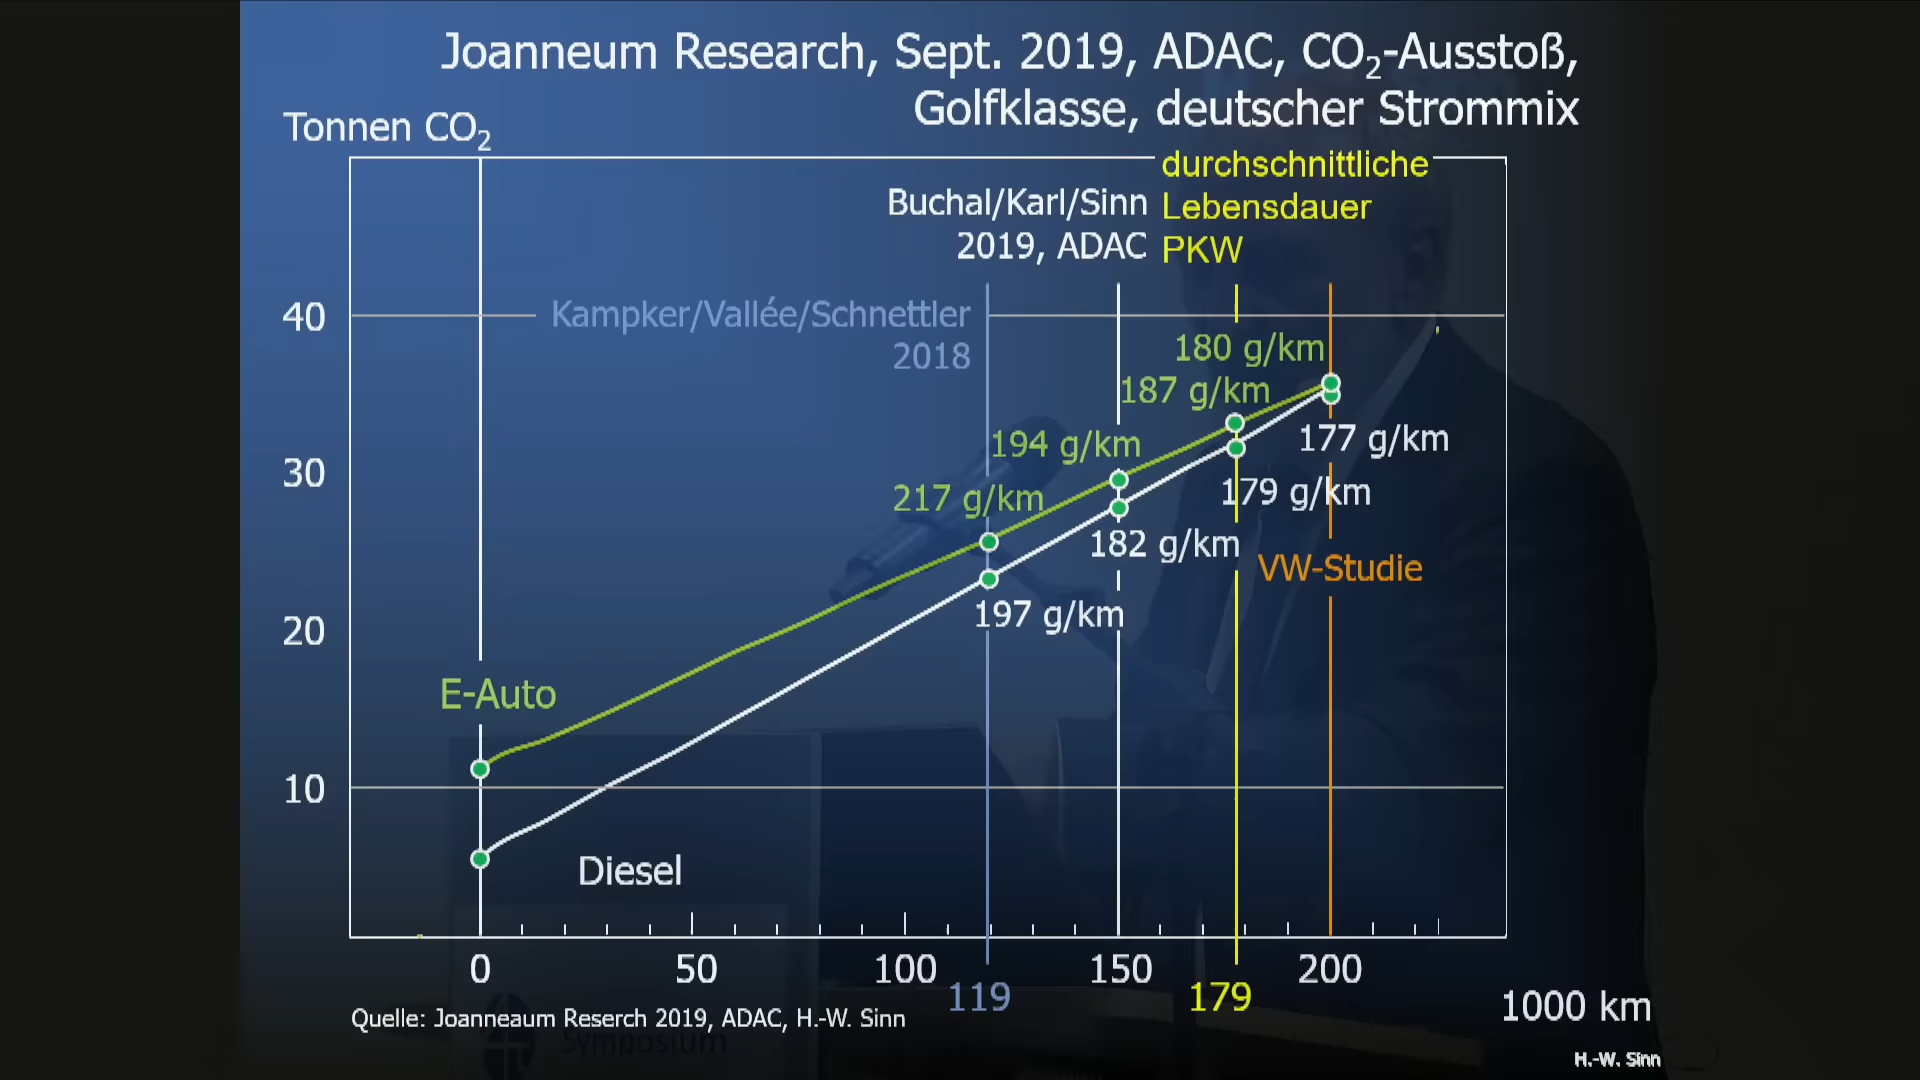 Joanneum Research, Sept. 2019, ADAC, CO₂-Ausstoß,
Golfklasse, deutscher Strommix
Tonnen CO₂
durchschnittliche
Lebensdauer
PKW
Buchal/Karl/Sinn
2019, ADAC
Kampker/Vallée/Schnettler
2018
40
30
20
10
180 g/km
187 g/km
194 g/km
217 g/km
177 g/km
179 g/km
182 g/km
197 g/km
VW-Studie
E-Auto
Diesel
0
50
100
150
200
119
179
1000 km
Quelle: Joanneaum Reserch 2019, ADAC, H.-W. Sinn
Symposium
H.-W. Sinn